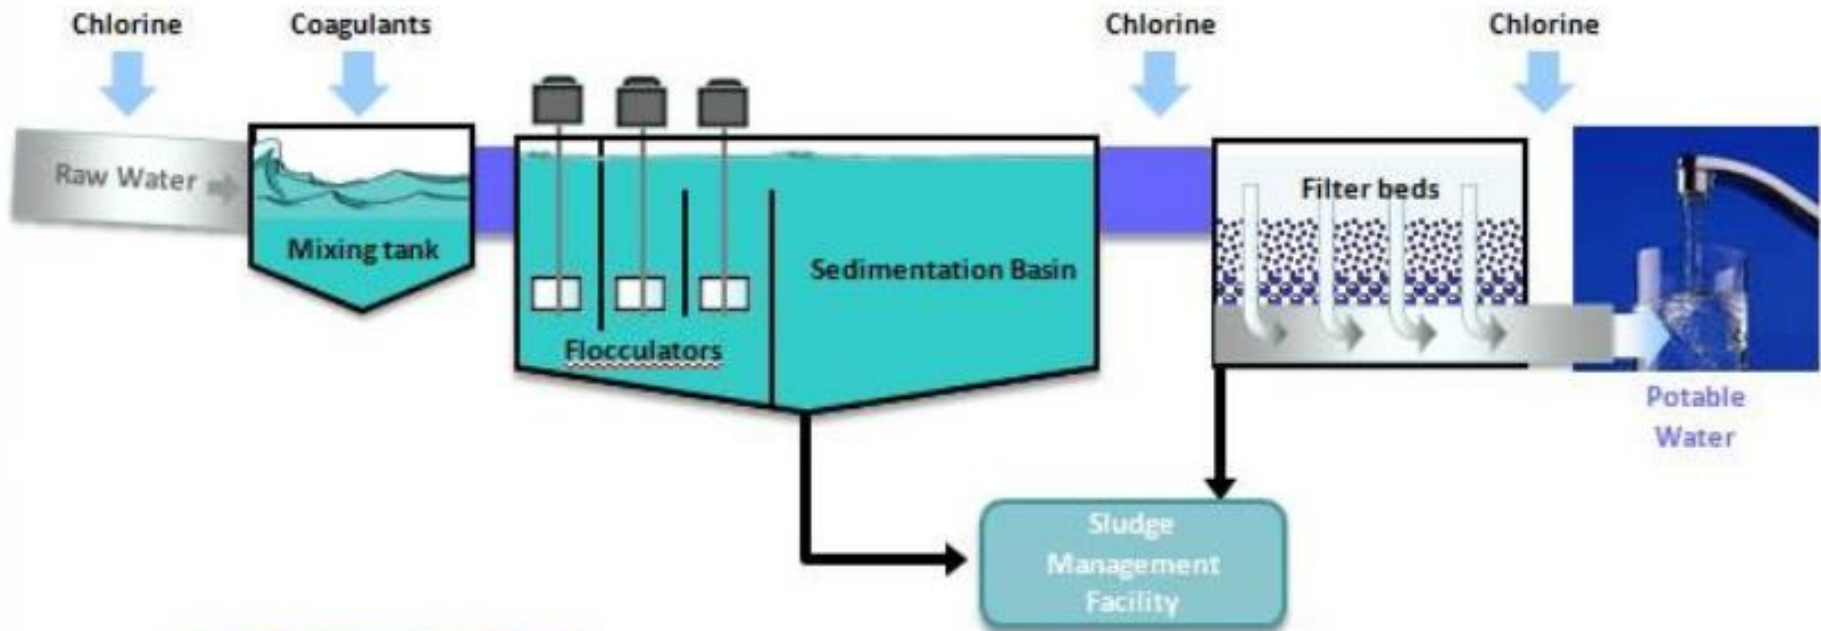 Chlorine
Coagulants
Chlorine
Chlorine
Raw Water
Mixing tank
Flocculators
Sedimentation Basin
Filter beds
Potable
Water
Sludge
Management
Facility